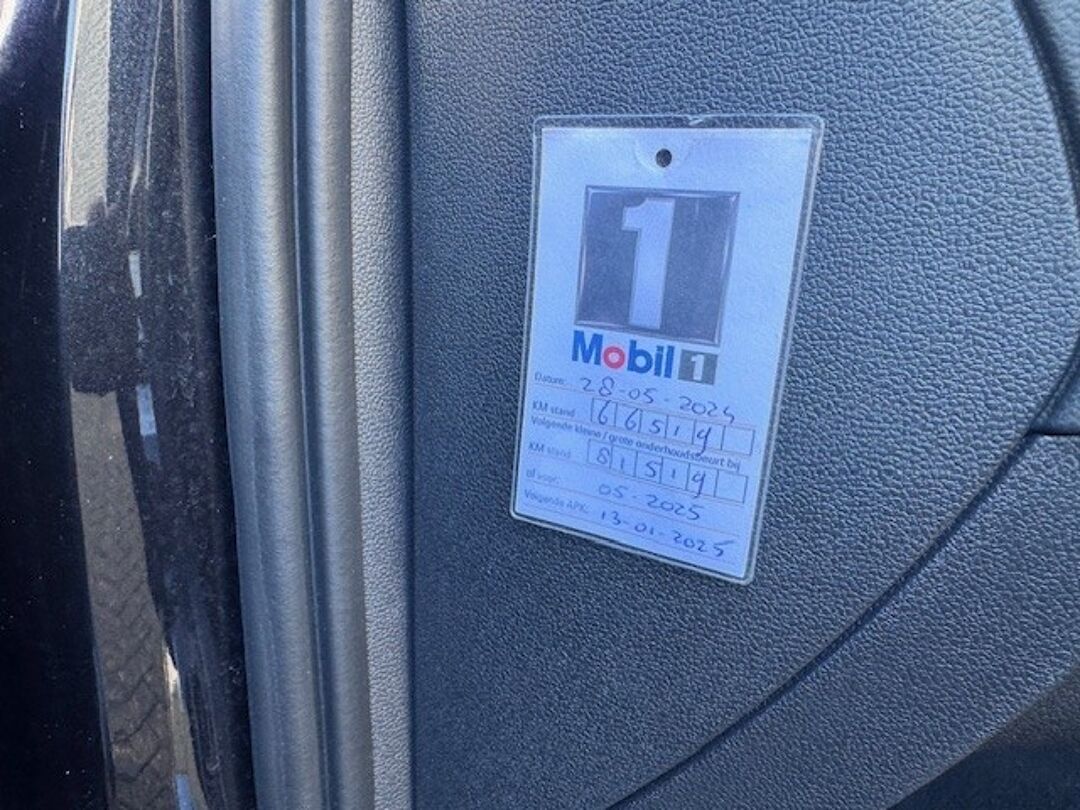 1
Mobil 1
Datum: 28-05-2024
KM stand 66519
Volgende kleine / grote onderhoudsbeurt bij
KM stand 81519
of voor: 05-2025
Volgende APK: 13-01-2025